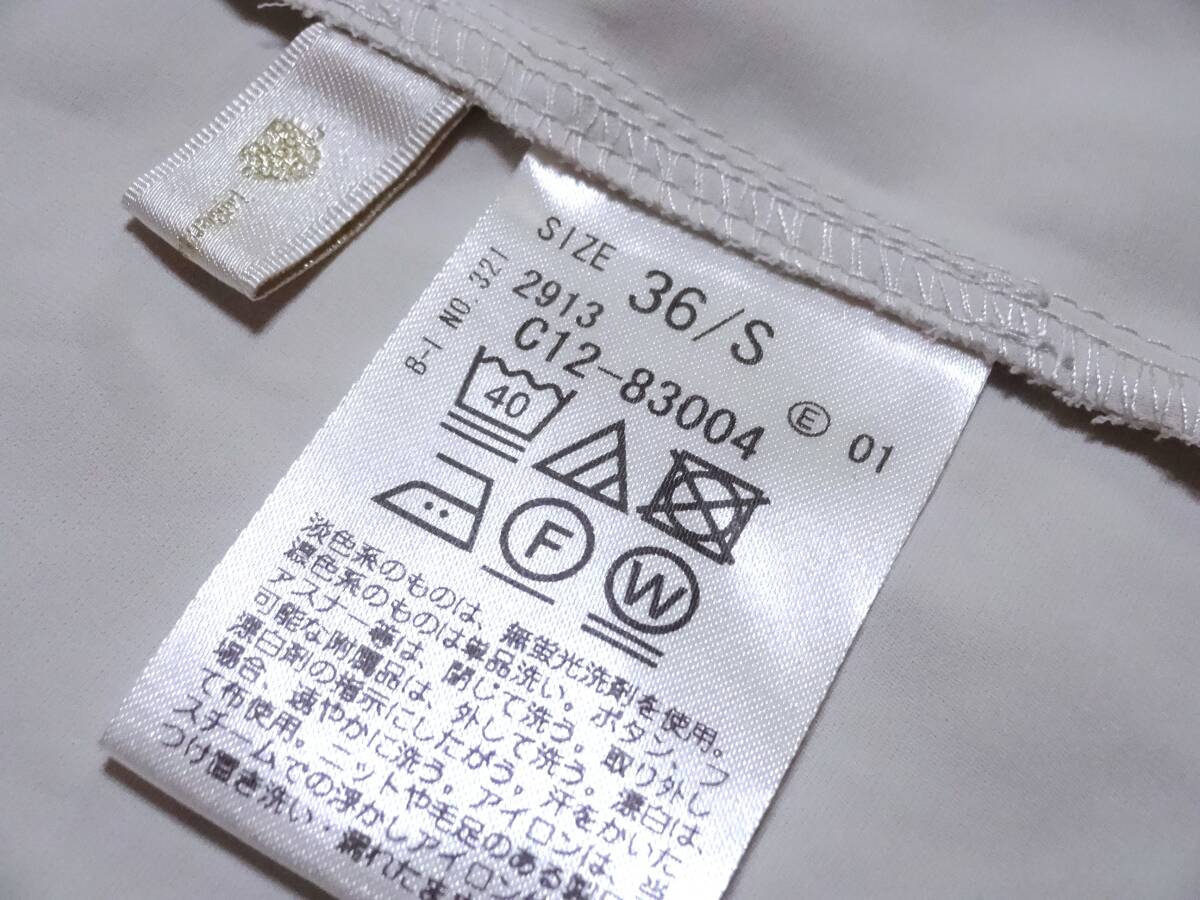 SIZE 36/S
2913
C12-83004 Ⓔ 01
B-1 NO.321
40
F
W
淡色系のものは、無蛍光洗剤を使用。
濃色系のものは単品洗い。ボタン、フ
ァスナー等は、閉じて洗う。取り外し
可能な附属品は、外して洗う。漂白は、
漂白剤の指示にしたがう。汗をかいた
場合、速やかに洗う。アイロンは、当
て布使用。ニットや毛足のある製
スチームでの浮かしアイロン
つけ置き洗い・濡れたまま